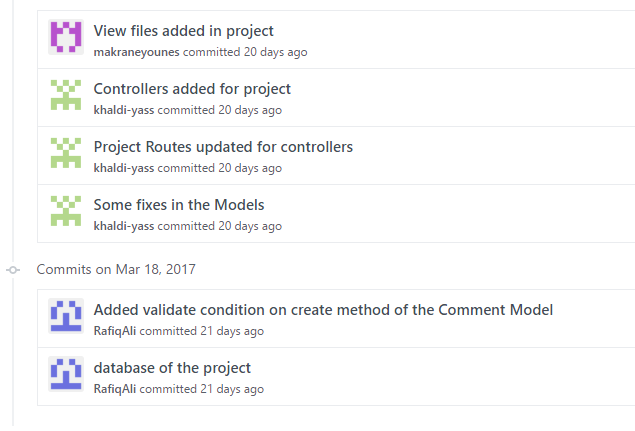 View files added in project
makraneyounes committed 20 days ago
Controllers added for project
khaldi-yass committed 20 days ago
Project Routes updated for controllers
khaldi-yass committed 20 days ago
Some fixes in the Models
khaldi-yass committed 20 days ago
Commits on Mar 18, 2017
Added validate condition on create method of the Comment Model
RafiqAli committed 21 days ago
database of the project
RafiqAli committed 21 days ago